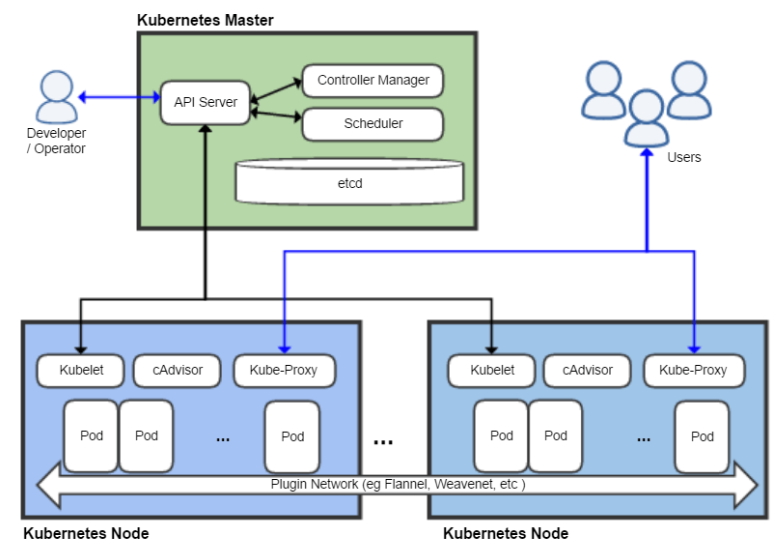 Kubernetes Master
API Server
Controller Manager
Scheduler
etcd
Developer
/ Operator
Users
Kubelet
cAdvisor
Kube-Proxy
Pod
Pod
...
Pod
...
Kubelet
cAdvisor
Kube-Proxy
Pod
Pod
...
Pod
Plugin Network (eg Flannel, Weavenet, etc )
Kubernetes Node
Kubernetes Node